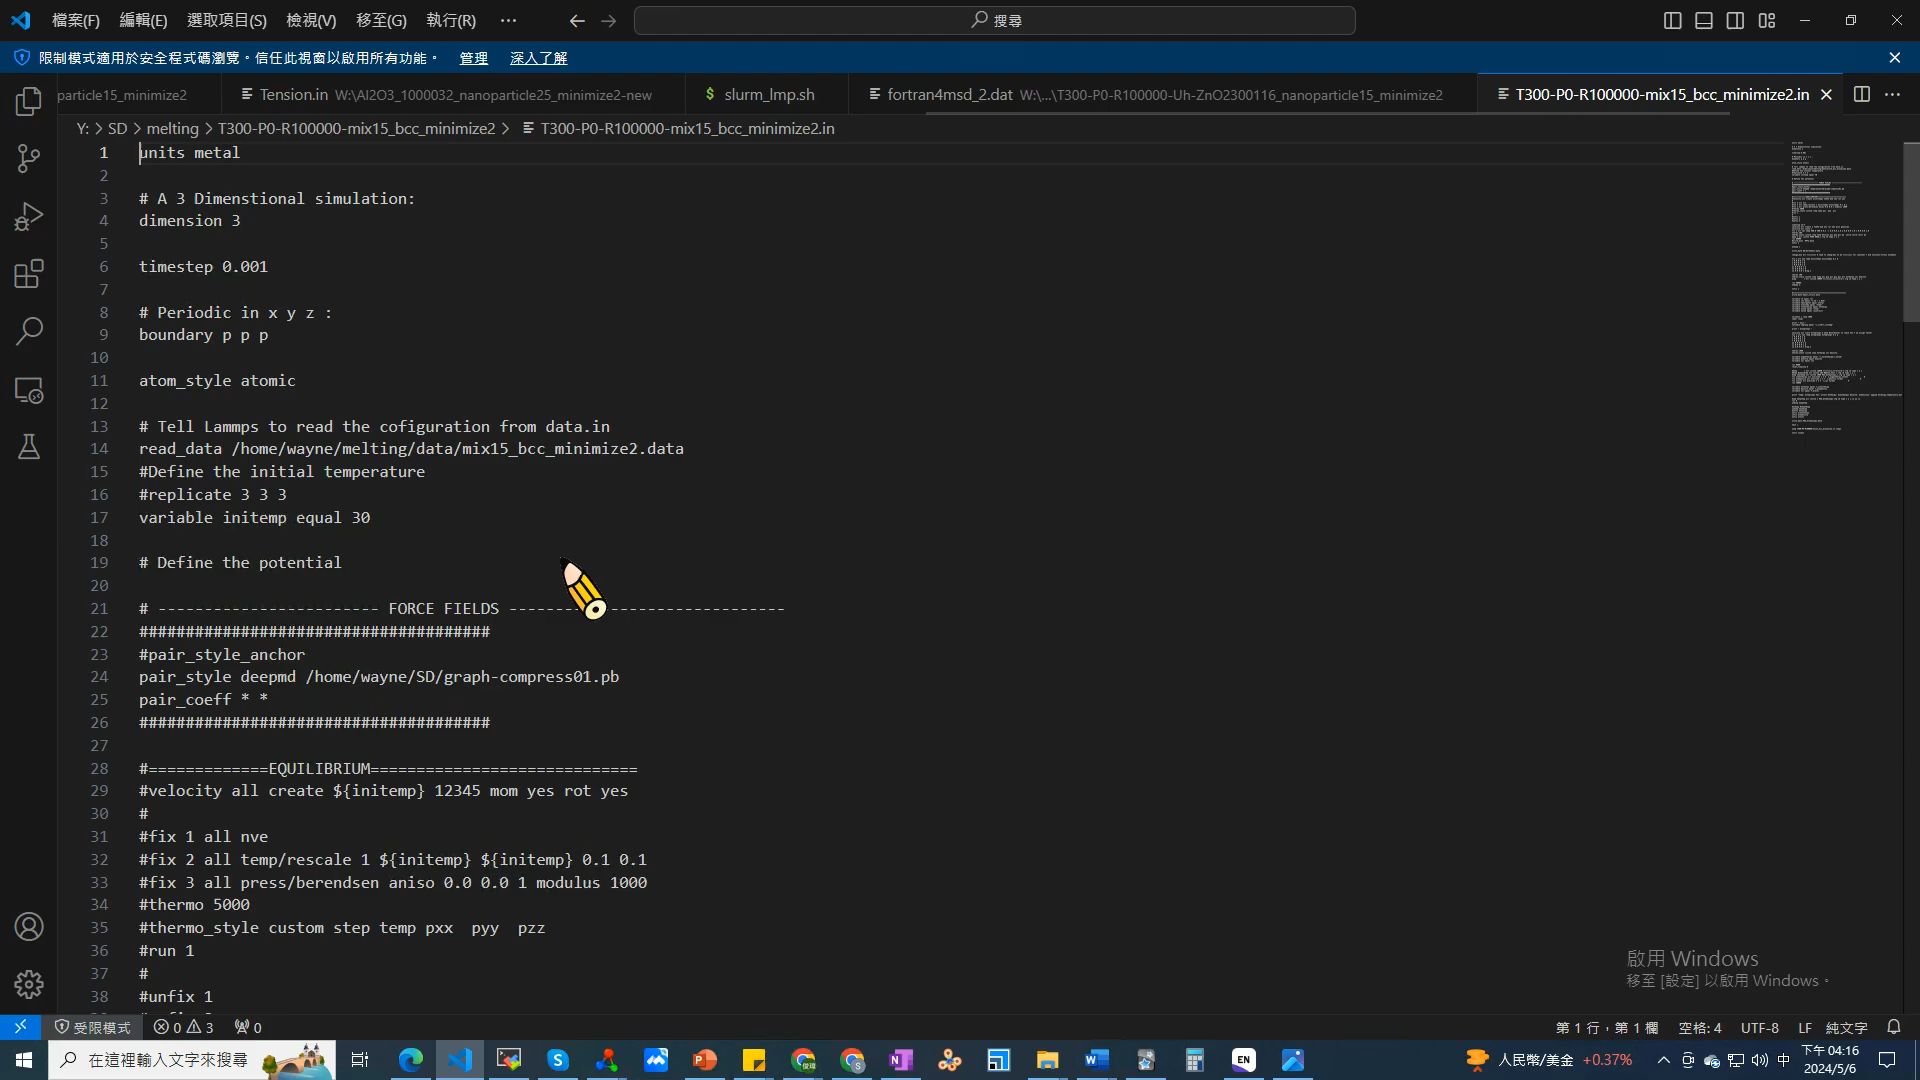 檔案(F) 編輯(E) 選取項目(S) 檢視(V) 移至(G) 執行(R) ··· 搜尋
限制模式適用於安全程式碼瀏覽。信任此視窗以啟用所有功能。 管理 深入了解
particle15_minimize2 Tension.in W:\Al2O3_1000032_nanoparticle25_minimize2-new $ slurm_lmp.sh fortran4msd_2.dat W:\...\T300-P0-R100000-Uh-ZnO2300116_nanoparticle15_minimize2 T300-P0-R100000-mix15_bcc_minimize2.in
Y: > SD > melting > T300-P0-R100000-mix15_bcc_minimize2 > T300-P0-R100000-mix15_bcc_minimize2.in
1 units metal
2
3 # A 3 Dimenstional simulation:
4 dimension 3
5
6 timestep 0.001
7
8 # Periodic in x y z :
9 boundary p p p
10
11 atom_style atomic
12
13 # Tell Lammps to read the cofiguration from data.in
14 read_data /home/wayne/melting/data/mix15_bcc_minimize2.data
15 #Define the initial temperature
16 #replicate 3 3 3
17 variable initemp equal 30
18
19 # Define the potential
20
21 # ------------------------ FORCE FIELDS ------------------------------
22 ######################################
23 #pair_style_anchor
24 pair_style deepmd /home/wayne/SD/graph-compress01.pb
25 pair_coeff * *
26 ######################################
27
28 #=============EQUILIBRIUM=============================
29 #velocity all create ${initemp} 12345 mom yes rot yes
30 #
31 #fix 1 all nve
32 #fix 2 all temp/rescale 1 ${initemp} ${initemp} 0.1 0.1
33 #fix 3 all press/berendsen aniso 0.0 0.0 1 modulus 1000
34 #thermo 5000
35 #thermo_style custom step temp pxx  pyy  pzz
36 #run 1
37 #
38 #unfix 1
啟用 Windows
移至 [設定] 以啟用 Windows。
受限模式 0 3 0 第 1 行，第 1 欄 空格: 4 UTF-8 LF 純文字
在這裡輸入文字來搜尋 EN 人民幣/美金 +0.37% 中 下午 04:16
2024/5/6